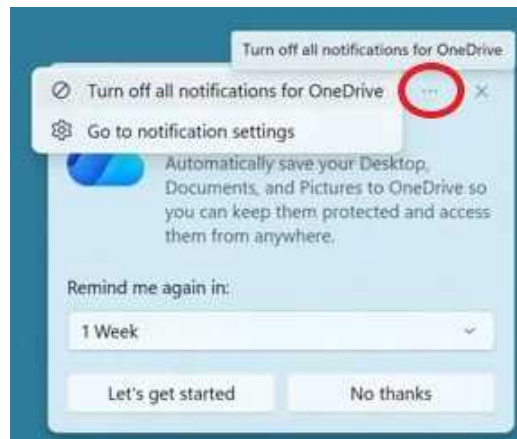 Turn off all notifications for OneDrive
Turn off all notifications for OneDrive
Go to notification settings
Automatically save your Desktop,
Documents, and Pictures to OneDrive so
you can keep them protected and access
them from anywhere.
Remind me again in:
1 Week
Let's get started
No thanks